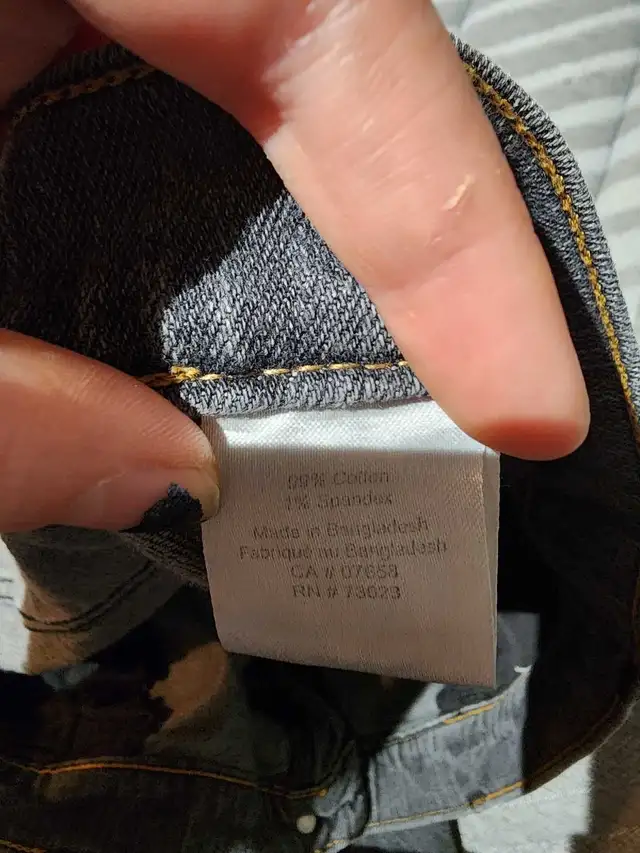 99% Cotton
1% Spandex
Made in Bangladesh
Fabriqué au Bangladesh
CA # 07658
RN # 73023